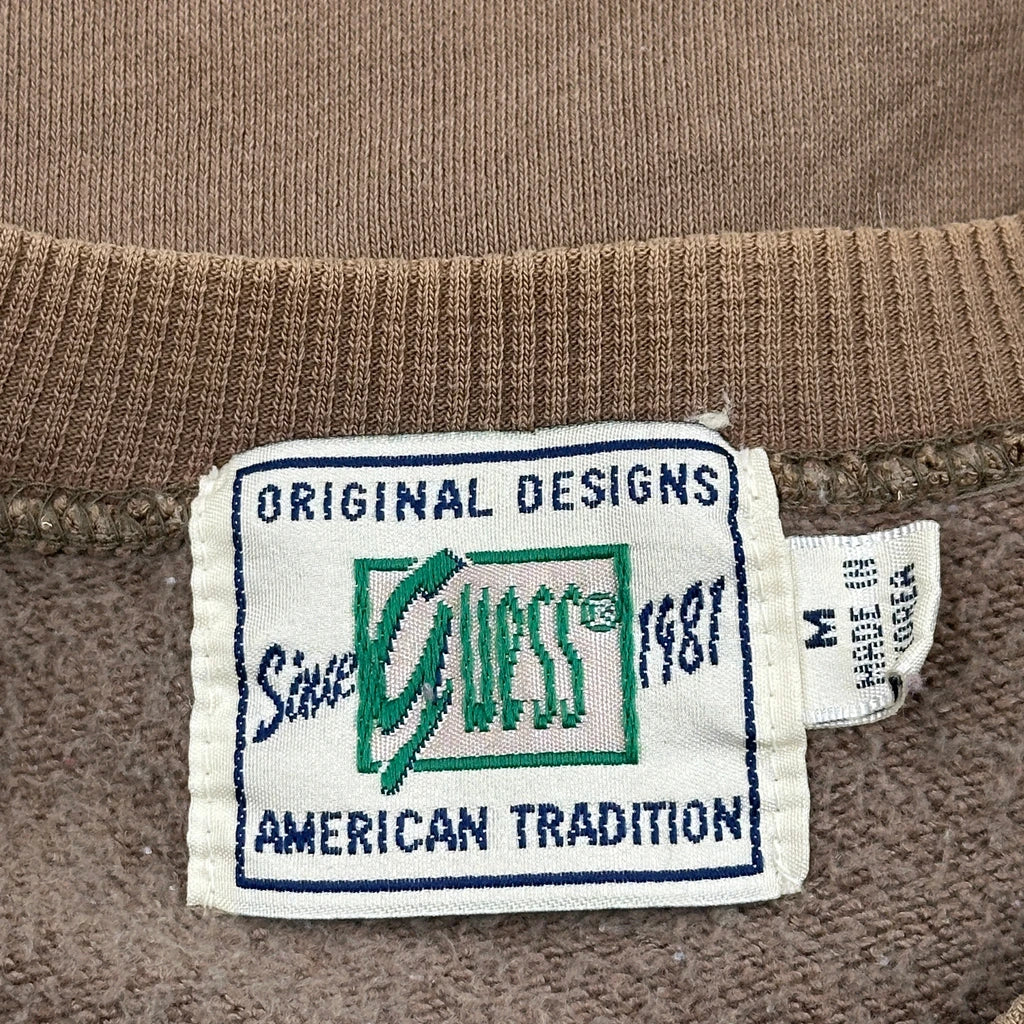 ORIGINAL DESIGNS
Since Guess® 1981
AMERICAN TRADITION
M
MADE IN
KOREA